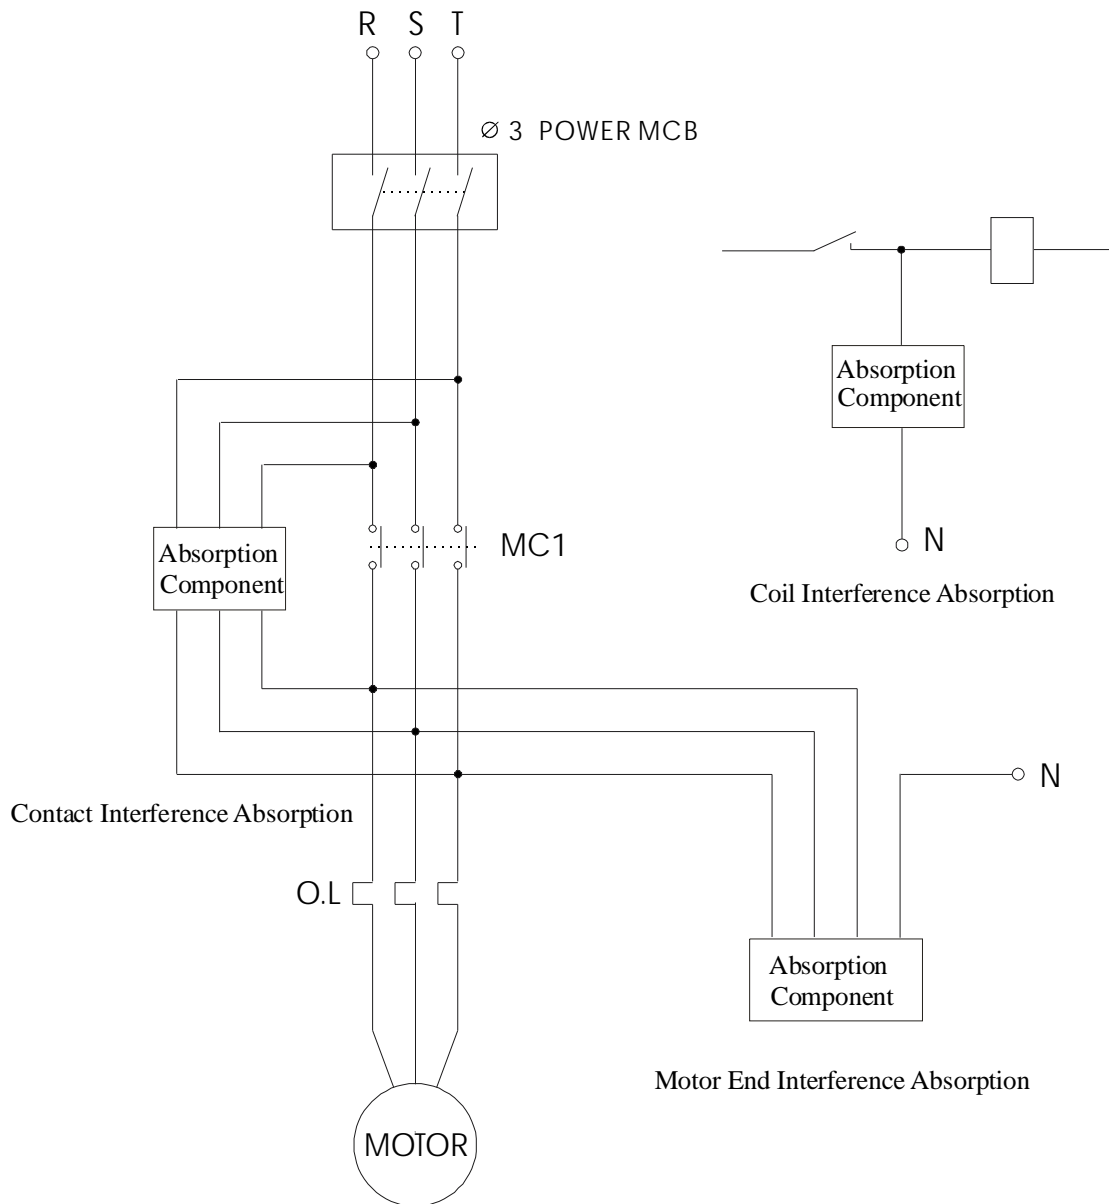 R S T
∅ 3 POWER MCB
Absorption
Component
N
Coil Interference Absorption
Absorption
Component
MC1
N
Contact Interference Absorption
O.L
Absorption
Component
Motor End Interference Absorption
MOTOR